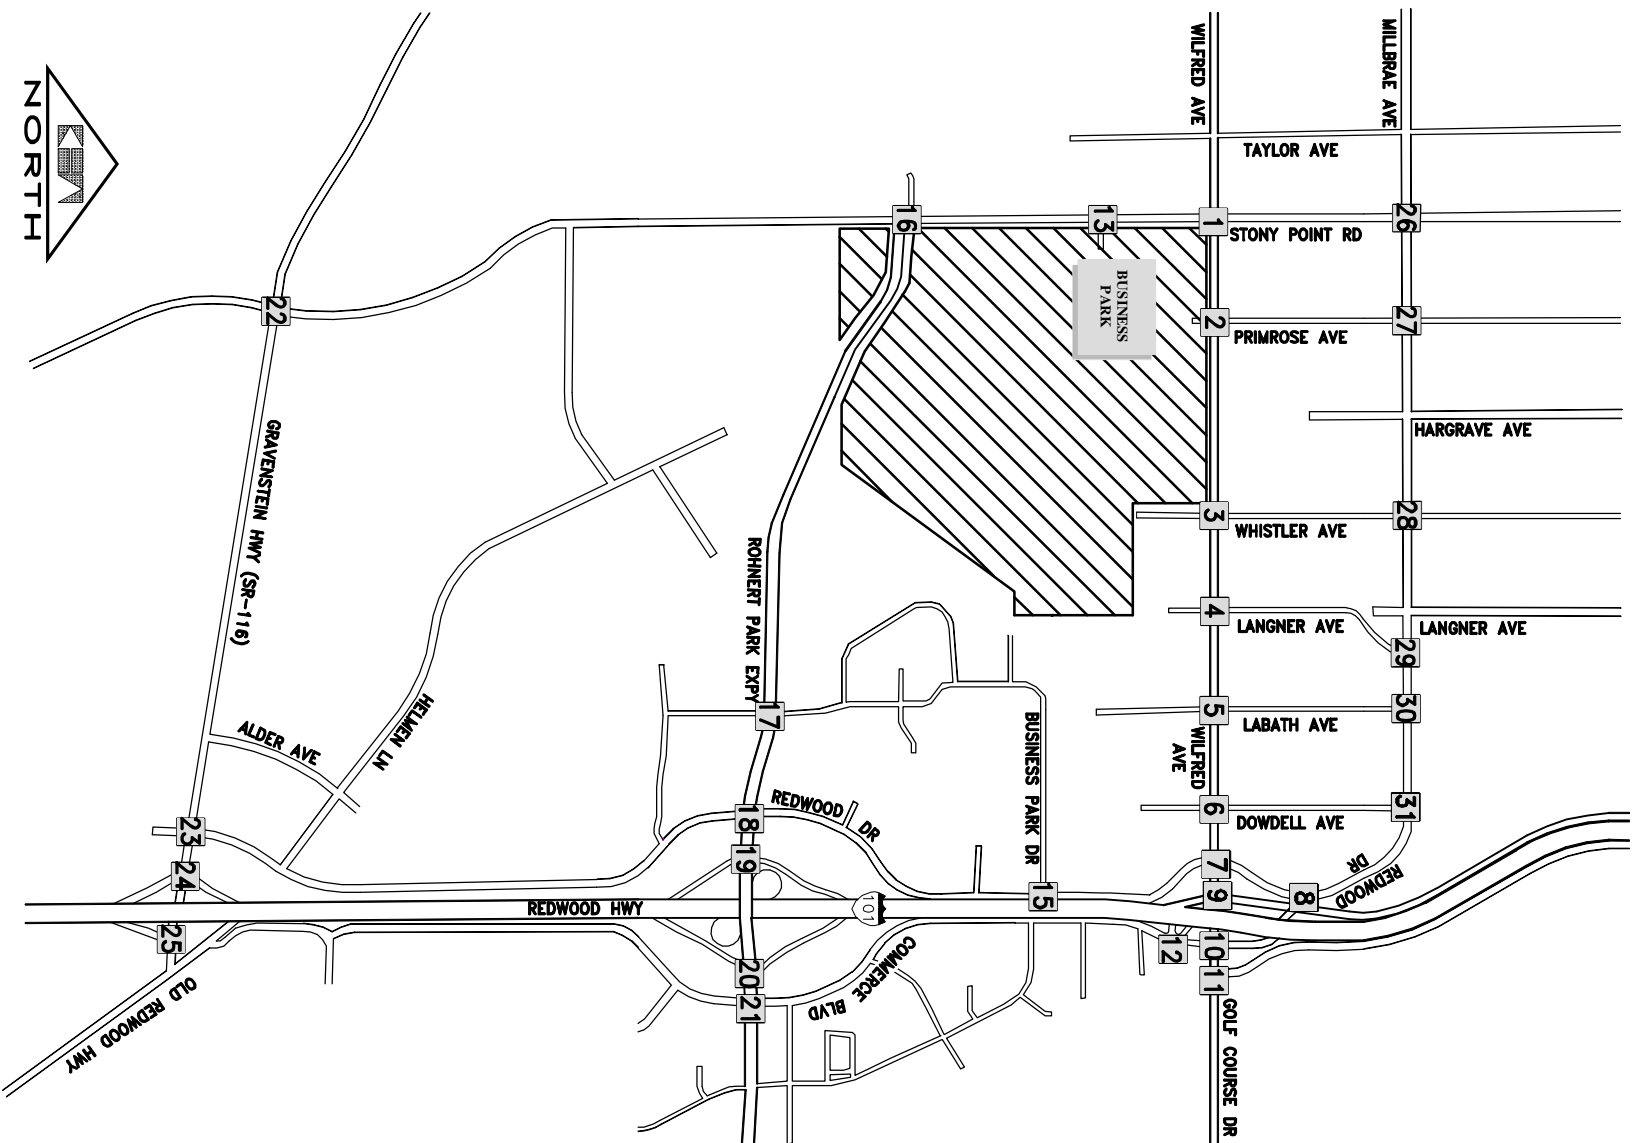 WILFRED AVE
MILLBRAE AVE
TAYLOR AVE
NORTH
16
13
1
26
STONY POINT RD
BUSINESS
PARK
22
2
27
PRIMROSE AVE
HARGRAVE AVE
GRAVENSTEIN HWY (SR-116)
3
28
WHISTLER AVE
ROHNERT PARK EXPY
4
LANGNER AVE
LANGNER AVE
29
17
5
30
LABATH AVE
HELMEN LN
ALDER AVE
BUSINESS PARK DR
WILFRED
AVE
6
31
DOWDELL AVE
REDWOOD DR
18
23
19
7
REDWOOD
DR
24
15
9
8
REDWOOD HWY
101
25
12
10
COMMERCE BLVD
20
11
21
OLD REDWOOD HWY
GOLF COURSE DR